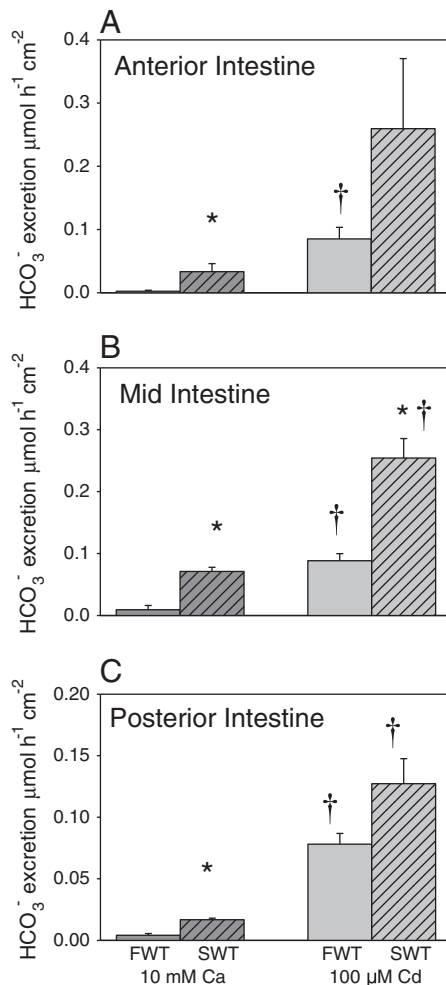 A
Anterior Intestine
HCO3- excretion µmol h-1 cm-2
0.4
0.3
0.2
0.1
0.0
*
†
B
Mid Intestine
HCO3- excretion µmol h-1 cm-2
0.4
0.3
0.2
0.1
0.0
*
†
* †
C
Posterior Intestine
HCO3- excretion µmol h-1 cm-2
0.20
0.15
0.10
0.05
0.00
*
†
†
FWT SWT FWT SWT
10 mM Ca 100 µM Cd